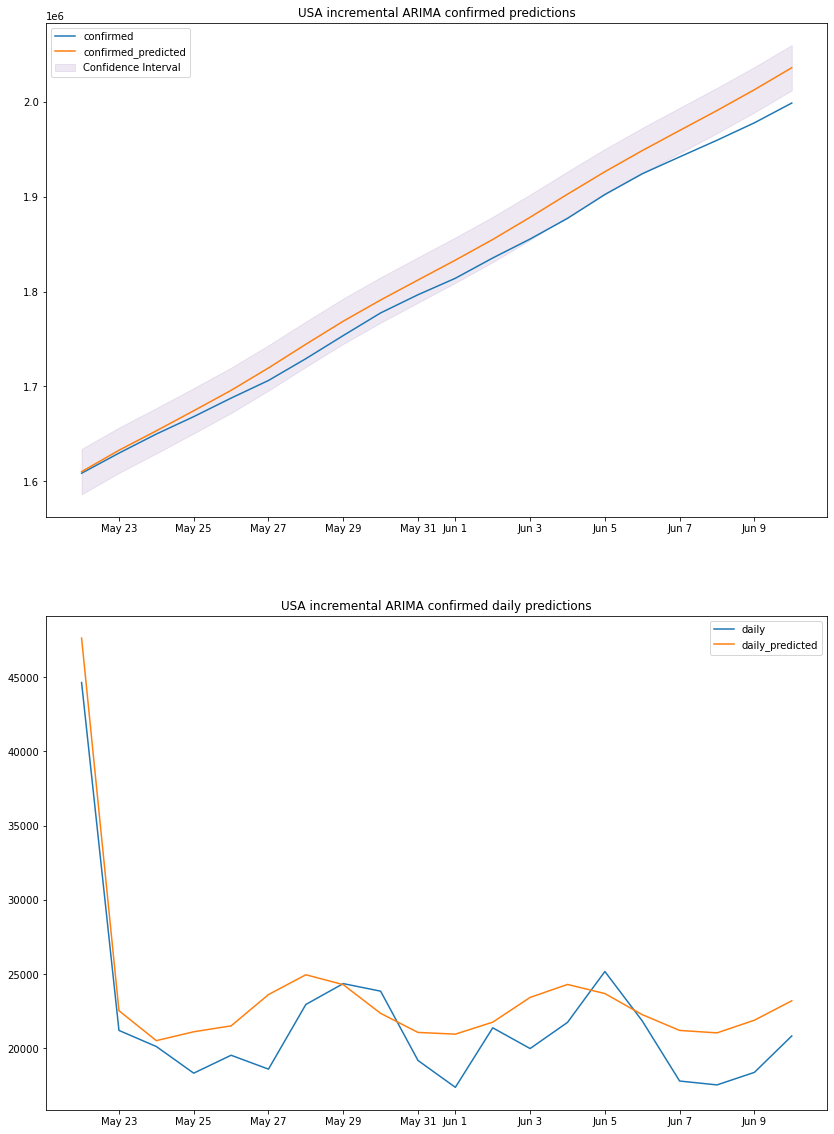 USA incremental ARIMA confirmed predictions
1e6
confirmed
confirmed_predicted
Confidence Interval
2.0
1.9
1.8
1.7
1.6
May 23 May 25 May 27 May 29 May 31 Jun 1 Jun 3 Jun 5 Jun 7 Jun 9
USA incremental ARIMA confirmed daily predictions
daily
daily_predicted
45000
40000
35000
30000
25000
20000
May 23 May 25 May 27 May 29 May 31 Jun 1 Jun 3 Jun 5 Jun 7 Jun 9